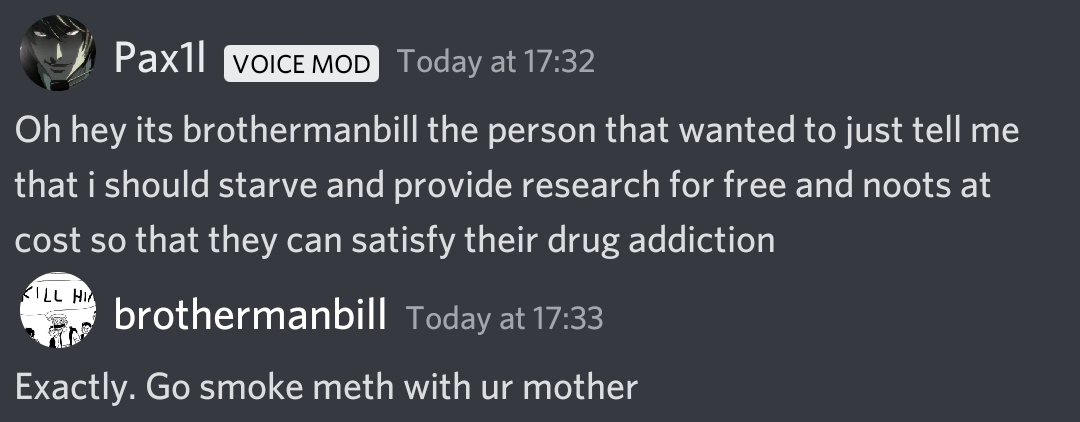 Pax1l VOICE MOD Today at 17:32
Oh hey its brothermanbill the person that wanted to just tell me
that i should starve and provide research for free and noots at
cost so that they can satisfy their drug addiction
KILL HIM
brothermanbill Today at 17:33
Exactly. Go smoke meth with ur mother